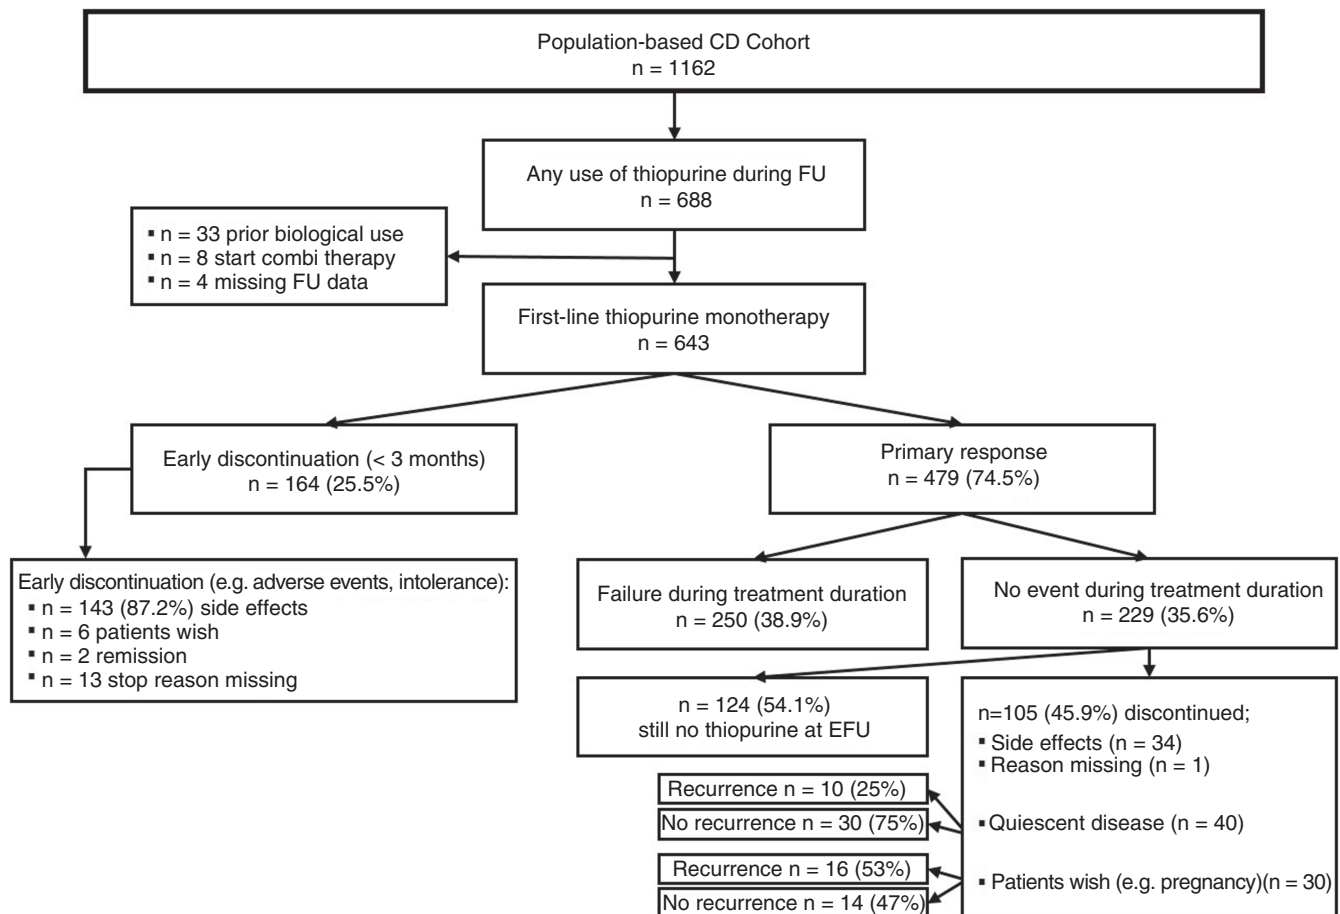 Population-based CD Cohort
n = 1162
Any use of thiopurine during FU
n = 688
▪ n = 33 prior biological use
▪ n = 8 start combi therapy
▪ n = 4 missing FU data
First-line thiopurine monotherapy
n = 643
Early discontinuation (< 3 months)
n = 164 (25.5%)
Primary response
n = 479 (74.5%)
Early discontinuation (e.g. adverse events, intolerance):
▪ n = 143 (87.2%) side effects
▪ n = 6 patients wish
▪ n = 2 remission
▪ n = 13 stop reason missing
Failure during treatment duration
n = 250 (38.9%)
No event during treatment duration
n = 229 (35.6%)
n = 124 (54.1%)
still no thiopurine at EFU
n=105 (45.9%) discontinued;
▪ Side effects (n = 34)
▪ Reason missing (n = 1)
▪ Quiescent disease (n = 40)
▪ Patients wish (e.g. pregnancy)(n = 30)
Recurrence n = 10 (25%)
No recurrence n = 30 (75%)
Recurrence n = 16 (53%)
No recurrence n = 14 (47%)